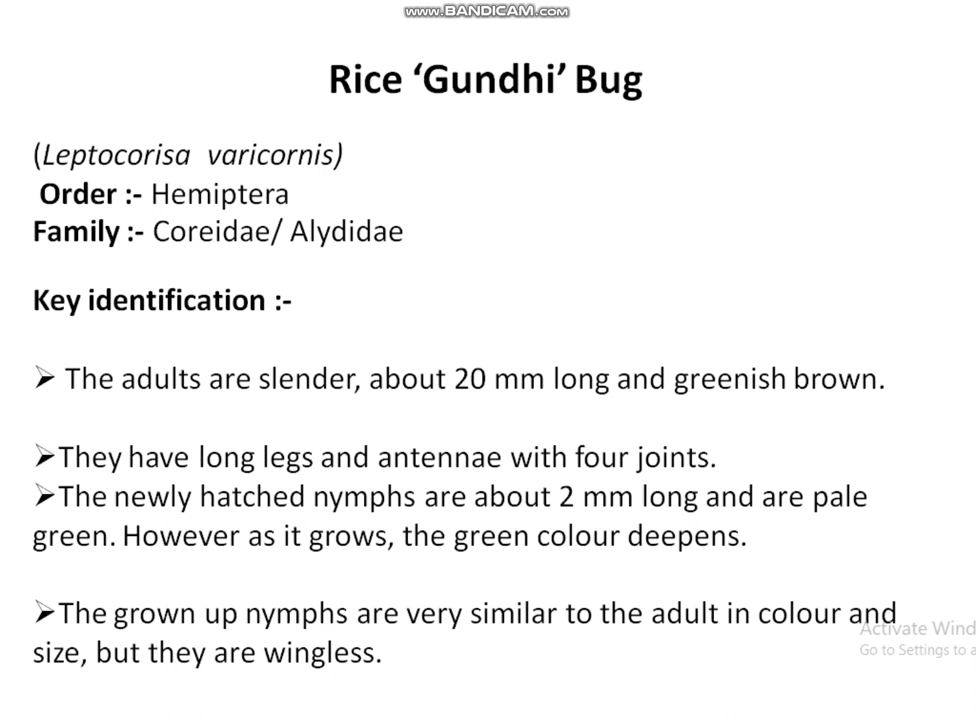 www.BANDICAM.com
Rice ‘Gundhi’ Bug
(Leptocorisa varicornis)
Order :- Hemiptera
Family :- Coreidae/ Alydidae
Key identification :-
➢ The adults are slender, about 20 mm long and greenish brown.
➢They have long legs and antennae with four joints.
➢The newly hatched nymphs are about 2 mm long and are pale
green. However as it grows, the green colour deepens.
➢The grown up nymphs are very similar to the adult in colour and
size, but they are wingless.
Activate Wind
Go to Settings to a